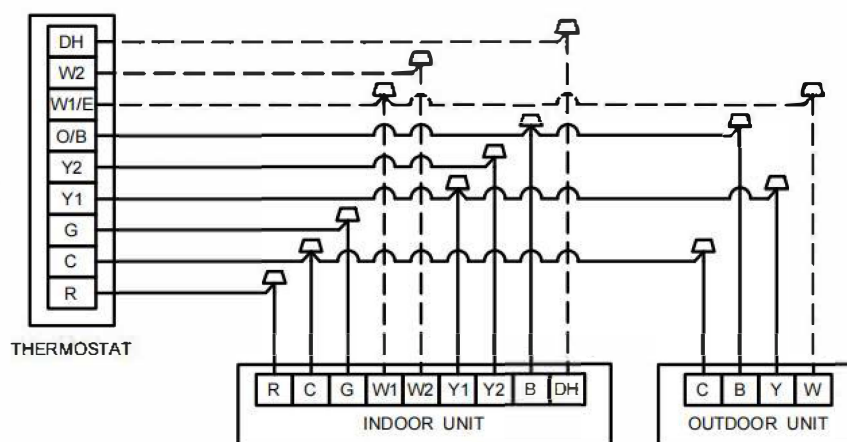 DH
W2
W1/E
O/B
Y2
Y1
G
C
R
THERMOSTAT
R C G W1 W2 Y1 Y2 B DH
INDOOR UNIT
C B Y W
OUTDOOR UNIT